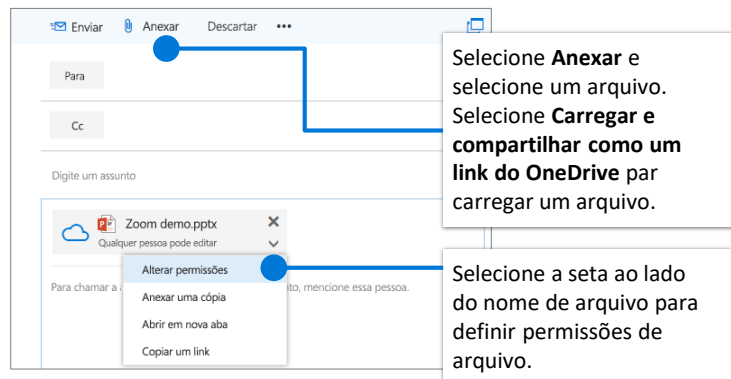 Enviar Anexar Descartar •••
Selecione Anexar e
selecione um arquivo.
Selecione Carregar e
compartilhar como um
link do OneDrive par
carregar um arquivo.
Para
Cc
Digite um assunto
Zoom demo.pptx
Qualquer pessoa pode editar
Alterar permissões
Para chamar a to, mencione essa pessoa.
Anexar uma cópia
Abrir em nova aba
Copiar um link
Selecione a seta ao lado
do nome de arquivo para
definir permissões de
arquivo.